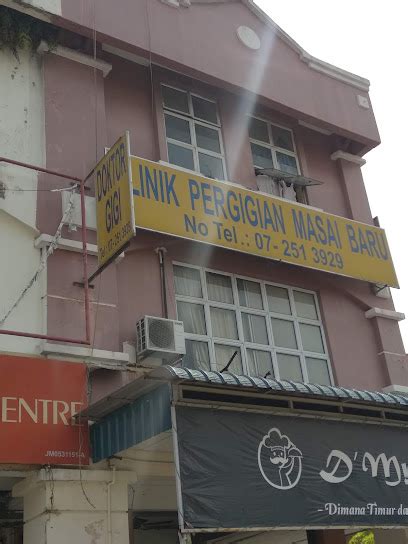 DOKTOR
GIGI
LINIK PERGIGIAN MASAI BARU
No Tel.: 07-251 3929
ENTRE
D'
- Dimana Timur da